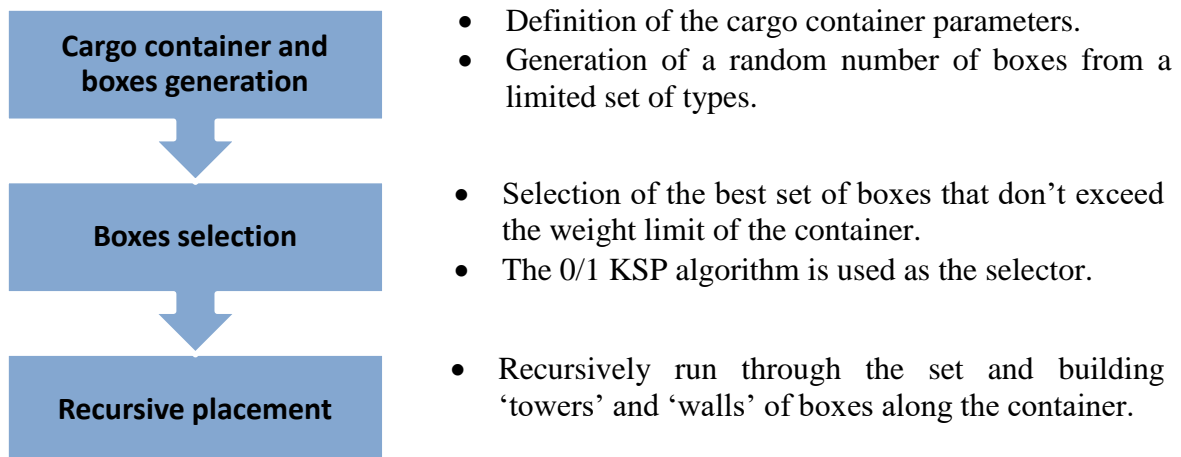 Cargo container and
boxes generation
• Definition of the cargo container parameters.
• Generation of a random number of boxes from a
limited set of types.
Boxes selection
• Selection of the best set of boxes that don’t exceed
the weight limit of the container.
• The 0/1 KSP algorithm is used as the selector.
Recursive placement
• Recursively run through the set and building
‘towers’ and ‘walls’ of boxes along the container.